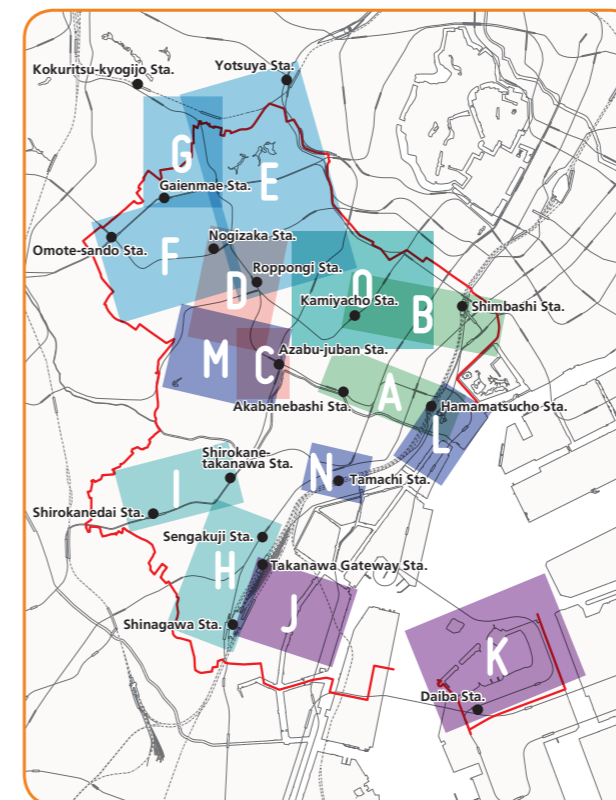 Yotsuya Sta.
Kokuritsu-kyogijo Sta.
G
E
Gaienmae Sta.
Nogizaka Sta.
Omote-sando Sta.
F
Roppongi Sta.
D
O
Kamiyacho Sta.
B
Shimbashi Sta.
M
C
Azabu-juban Sta.
A
Akabanebashi Sta.
Hamamatsucho Sta.
L
Shirokane-
takanawa Sta.
N
I
Tamachi Sta.
Shirokanedai Sta.
Sengakuji Sta.
H
Takanawa Gateway Sta.
J
Shinagawa Sta.
K
Daiba Sta.